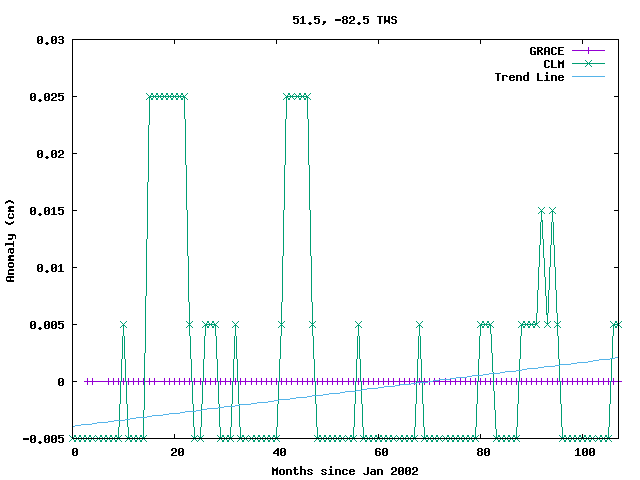 51.5, -82.5 TWS
GRACE
CLM
Trend Line
0.03
0.025
0.02
0.015
0.01
0.005
0
-0.005
Anomaly (cm)
0 20 40 60 80 100
Months since Jan 2002